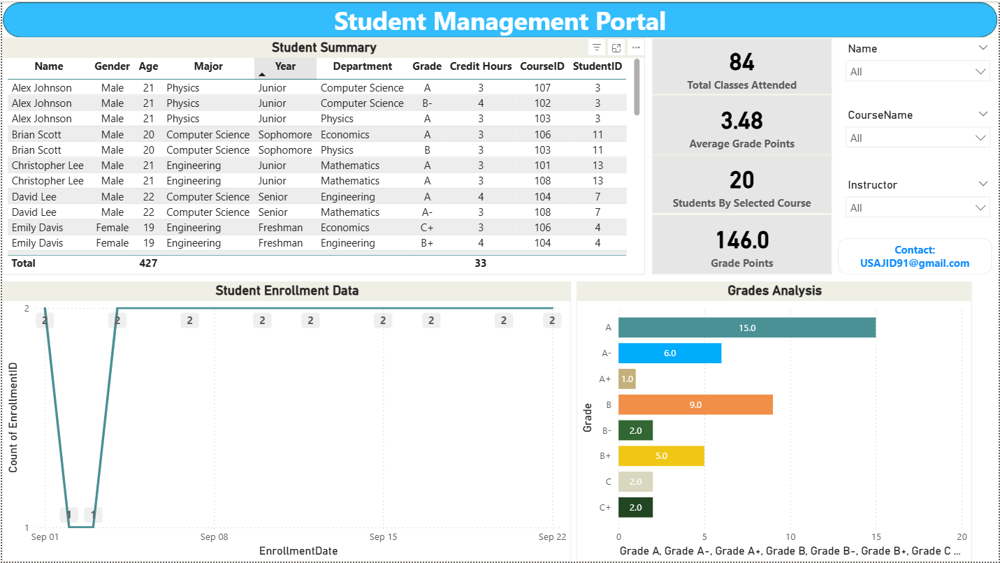 Student Management Portal
Student Summary
Name Gender Age Major Year Department Grade Credit Hours CourseID StudentID
Alex Johnson Male 21 Physics Junior Computer Science A 3 107 3
Alex Johnson Male 21 Physics Junior Computer Science B- 4 102 3
Alex Johnson Male 21 Physics Junior Physics A 3 103 3
Brian Scott Male 20 Computer Science Sophomore Economics A 3 106 11
Brian Scott Male 20 Computer Science Sophomore Physics B 3 103 11
Christopher Lee Male 21 Engineering Junior Mathematics A 3 101 13
Christopher Lee Male 21 Engineering Junior Mathematics A 3 108 13
David Lee Male 22 Computer Science Senior Engineering A 4 104 7
David Lee Male 22 Computer Science Senior Mathematics A- 3 108 7
Emily Davis Female 19 Engineering Freshman Economics C+ 3 106 4
Emily Davis Female 19 Engineering Freshman Engineering B+ 4 104 4
Total 427 33
84
Total Classes Attended
3.48
Average Grade Points
20
Students By Selected Course
146.0
Grade Points
Name
All
CourseName
All
Instructor
All
Contact:
USAJID91@gmail.com
Student Enrollment Data
Count of EnrollmentID
2
2 2 2 2 2 2 2 2 2
1 1
1
Sep 01 Sep 08 Sep 15 Sep 22
EnrollmentDate
Grades Analysis
Grade
A 15.0
A- 6.0
A+ 1.0
B 9.0
B- 2.0
B+ 5.0
C 2.0
C+ 2.0
0 5 10 15 20
Grade A, Grade A-, Grade A+, Grade B, Grade B-, Grade B+, Grade C ...